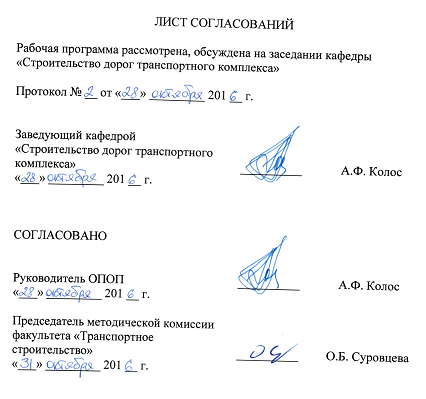 ЛИСТ СОГЛАСОВАНИЙ
Рабочая программа рассмотрена, обсуждена на заседании кафедры
«Строительство дорог транспортного комплекса»
Протокол № 2 от «28» октября 2016 г.
Заведующий кафедрой
«Строительство дорог транспортного
комплекса»
А.Ф. Колос
«28» октября 2016 г.
СОГЛАСОВАНО
Руководитель ОПОП
А.Ф. Колос
«28» октября 2016 г.
Председатель методической комиссии
факультета «Транспортное
строительство»
О.Б. Суровцева
«31» октября 2016 г.